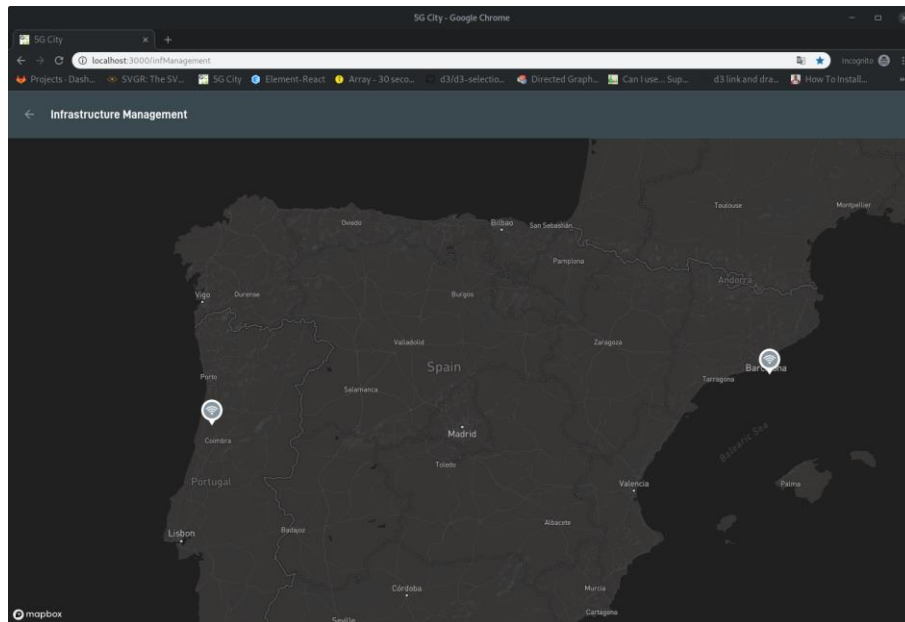 5G City - Google Chrome
5G City
localhost:3000/infManagement
Incognito
Projects - Dash...
SVGR: The SV...
5G City
Element-React
Array - 30 seco...
d3/d3-selectio...
Directed Graph...
Can I use... Sup...
d3 link and dra...
How To Install...
Infrastructure Management
Toulouse
Montpellier
Oviedo
Bilbao
San Sebastián
Pamplona
Andorra
Vigo
Ourense
Burgos
Valladolid
Zaragoza
Spain
Barcelona
Porto
Salamanca
Tarragona
Coimbra
Madrid
Balearic Sea
Toledo
Portugal
Valencia
Palma
Lisbon
Badajoz
Albacete
Córdoba
Murcia
Cartagena
Seville
mapbox